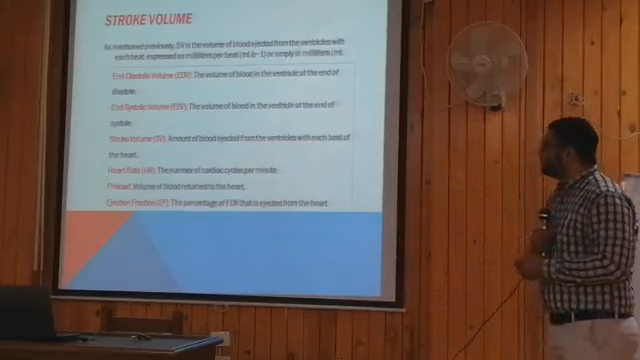 STROKE VOLUME
As mentioned previously, SV is the volume of blood ejected from the ventricles with
each beat, expressed as milliliters per beat (mL·b−1) or simply in milliliters (mL
End-Diastolic Volume (EDV): The volume of blood in the ventricle at the end of
diastole.
End-Systolic Volume (EDV): The volume of blood in the ventricle at the end of
systole.
Stroke Volume (SV): Amount of blood ejected from the ventricles with each beat of
the heart.
Heart Rate (HR): The number of cardiac cycles per minute.
Preload: Volume of blood returned to the heart.
Ejection Fraction (EF): The percentage of EDV that is ejected from the heart.